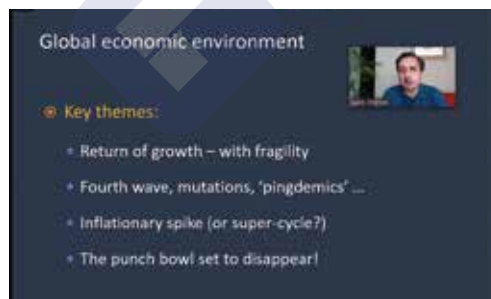 Global economic environment
Key themes:
Return of growth – with fragility
Fourth wave, mutations, 'pingdemics' ...
Inflationary spike (or super-cycle?)
The punch bowl set to disappear!